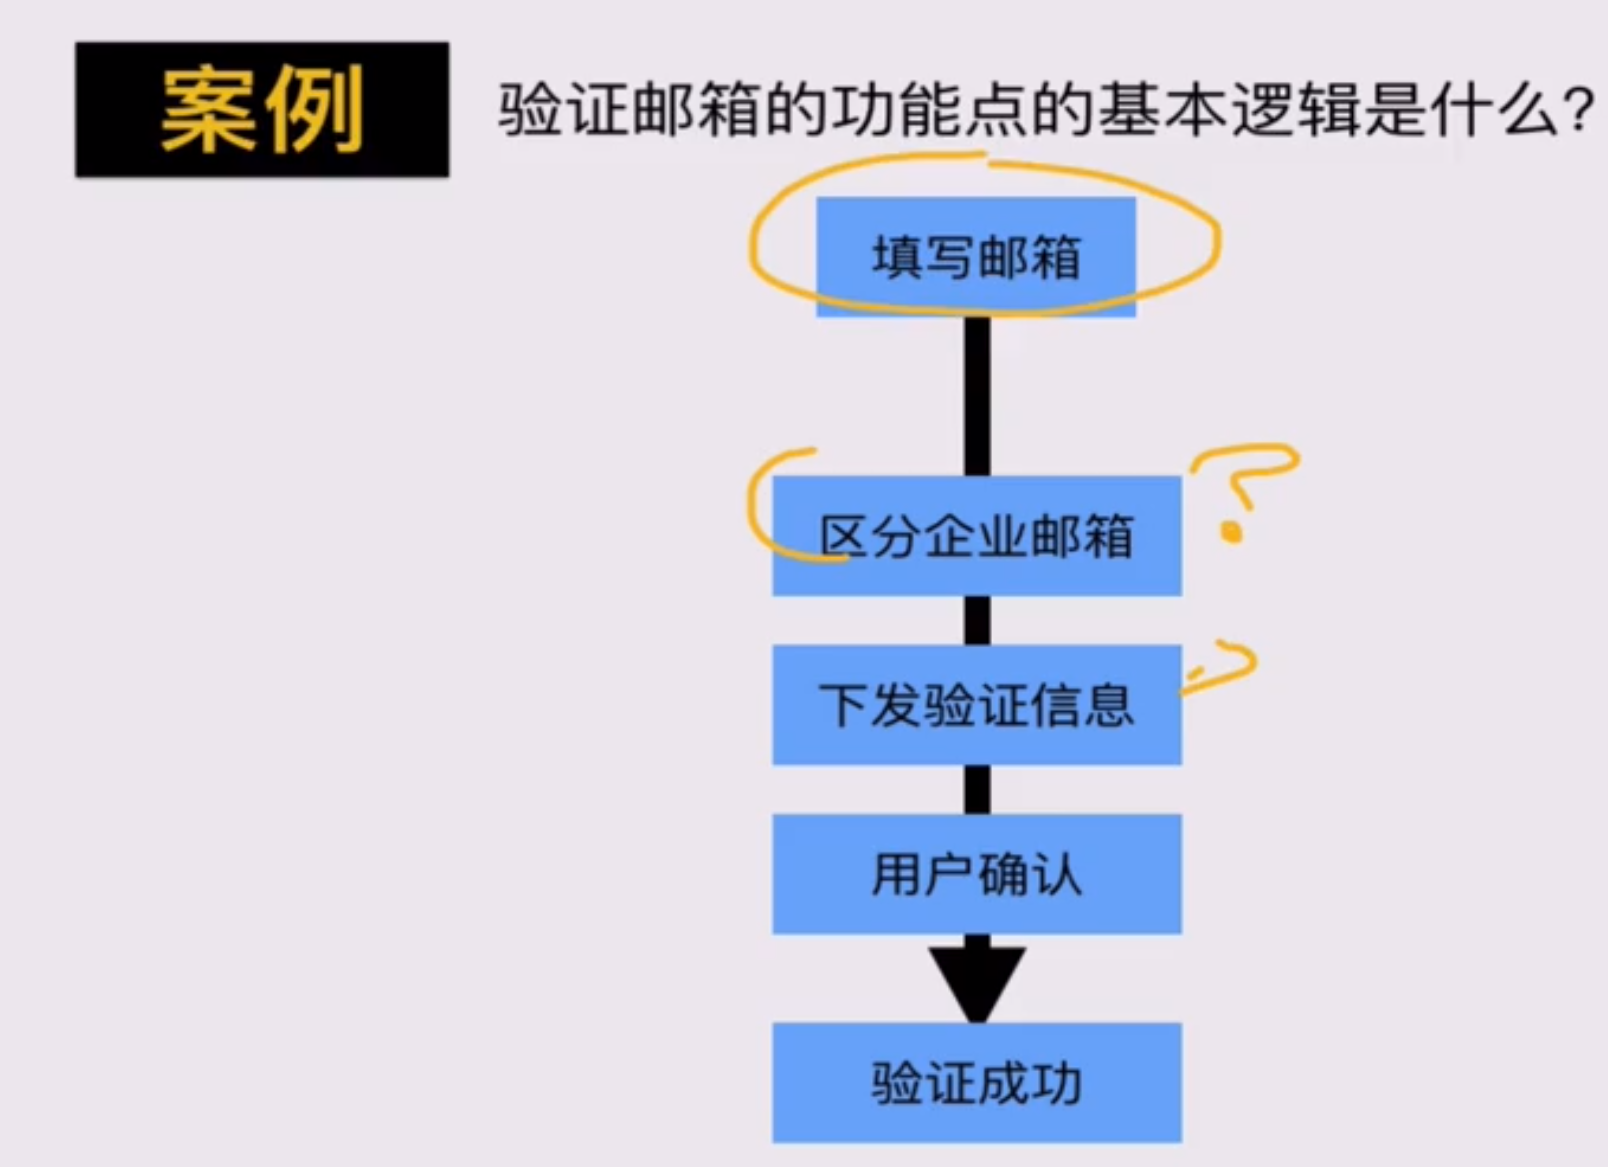 案例
验证邮箱的功能点的基本逻辑是什么?
填写邮箱
区分企业邮箱
?
下发验证信息
用户确认
验证成功